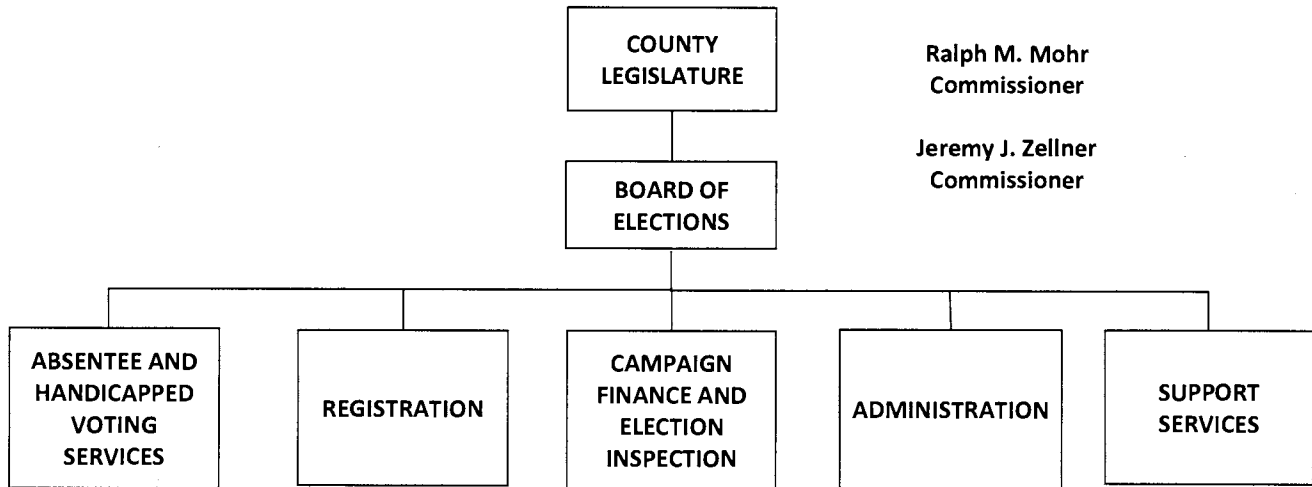 COUNTY
LEGISLATURE
Ralph M. Mohr
Commissioner
Jeremy J. Zellner
Commissioner
BOARD OF
ELECTIONS
ABSENTEE AND
HANDICAPPED
VOTING
SERVICES
REGISTRATION
CAMPAIGN
FINANCE AND
ELECTION
INSPECTION
ADMINISTRATION
SUPPORT
SERVICES